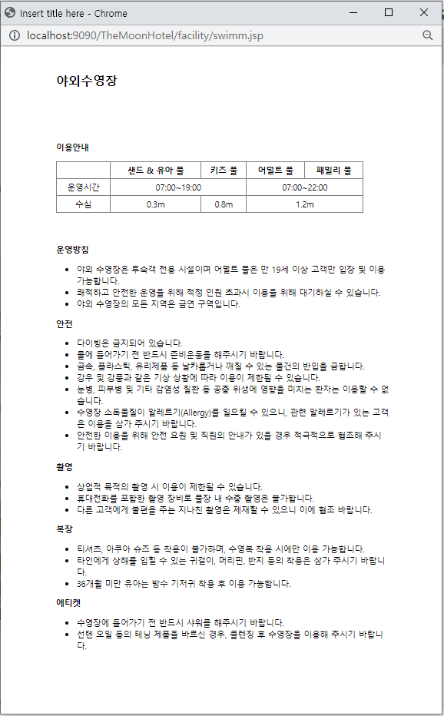 Insert title here - Chrome
localhost:9090/TheMoonHotel/facility/swimm.jsp
야외수영장
이용안내
샌드 & 유아 풀 키즈 풀 어덜트 풀 패밀리 풀
운영시간 07:00~19:00 07:00~22:00
수심 0.3m 0.8m 1.2m
운영방침
야외 수영장은 투숙객 전용 시설이며 어덜트 풀은 만 19세 이상 고객만 입장 및 이용
가능합니다.
쾌적하고 안전한 운영을 위해 적정 인원 초과시 이용을 위해 대기하실 수 있습니다.
야외 수영장의 모든 지역은 금연 구역입니다.
안전
다이빙은 금지되어 있습니다.
풀에 들어가기 전 반드시 준비운동을 해주시기 바랍니다.
금속, 플라스틱, 유리제품 등 날카롭거나 깨질 수 있는 물건의 반입을 금합니다.
강우 및 강풍과 같은 기상 상황에 따라 이용이 제한될 수 있습니다.
눈병, 피부병 및 기타 감염성 질환 등 공중 위생에 영향을 미치는 환자는 이용할 수 없
습니다.
수영장 소독물질이 알레르기(Allergy)를 일으킬 수 있으니, 관련 알레르기가 있는 고객
은 이용을 삼가 주시기 바랍니다.
안전한 이용을 위해 안전 요원 및 직원의 안내가 있을 경우 적극적으로 협조해 주시
기 바랍니다.
촬영
상업적 목적의 촬영 시 이용이 제한될 수 있습니다.
휴대전화를 포함한 촬영 장비로 풀장 내 수중 촬영은 불가합니다.
다른 고객에게 불편을 주는 지나친 촬영은 제재할 수 있으니 이에 협조 바랍니다.
복장
티셔츠, 아쿠아 슈즈 등 착용이 불가하며, 수영복 착용 시에만 이용 가능합니다.
타인에게 상해를 입힐 수 있는 귀걸이, 머리핀, 반지 등의 착용은 삼가 주시기 바랍니
다.
36개월 미만 유아는 방수 기저귀 착용 후 이용 가능합니다.
에티켓
수영장에 들어가기 전 반드시 샤워를 해주시기 바랍니다.
선텐 오일 등의 태닝 제품을 바르신 경우, 클렌징 후 수영장을 이용해 주시기 바랍니
다.